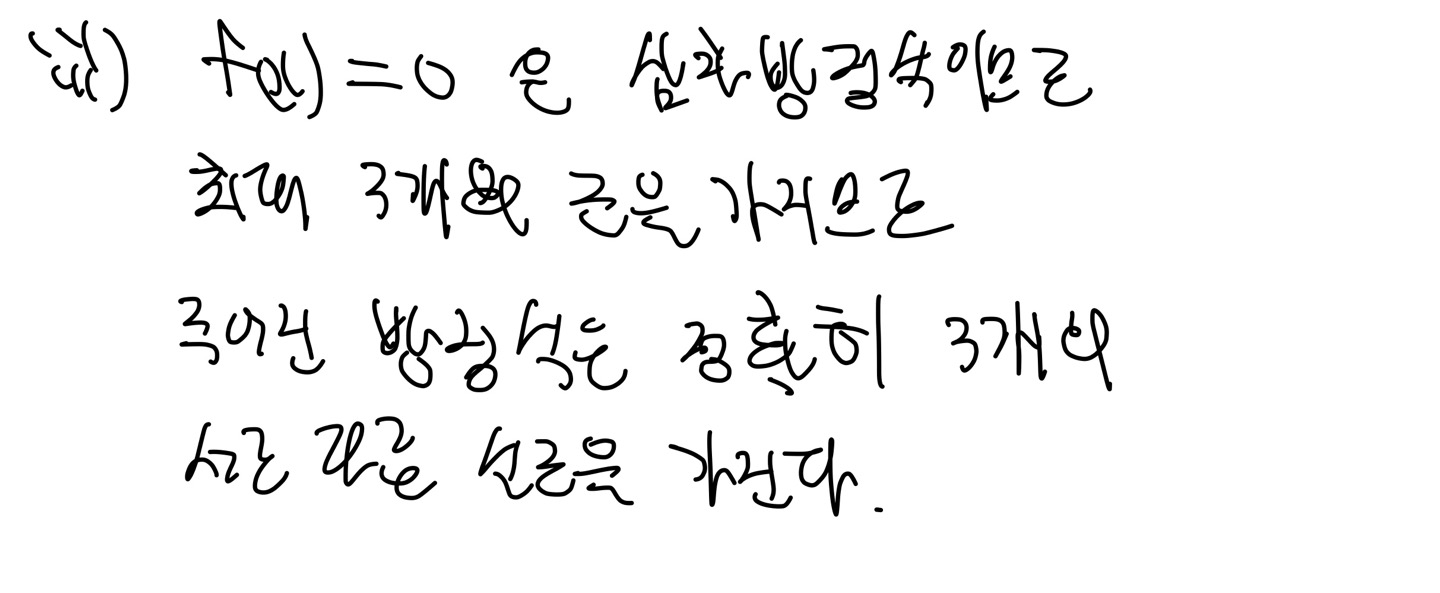 iii) f(x)=0 은 삼차방정식이므로
최대 3개의 근을 가지므로
주어진 방정식은 정확히 3개의
서로 다른 실근을 가진다.